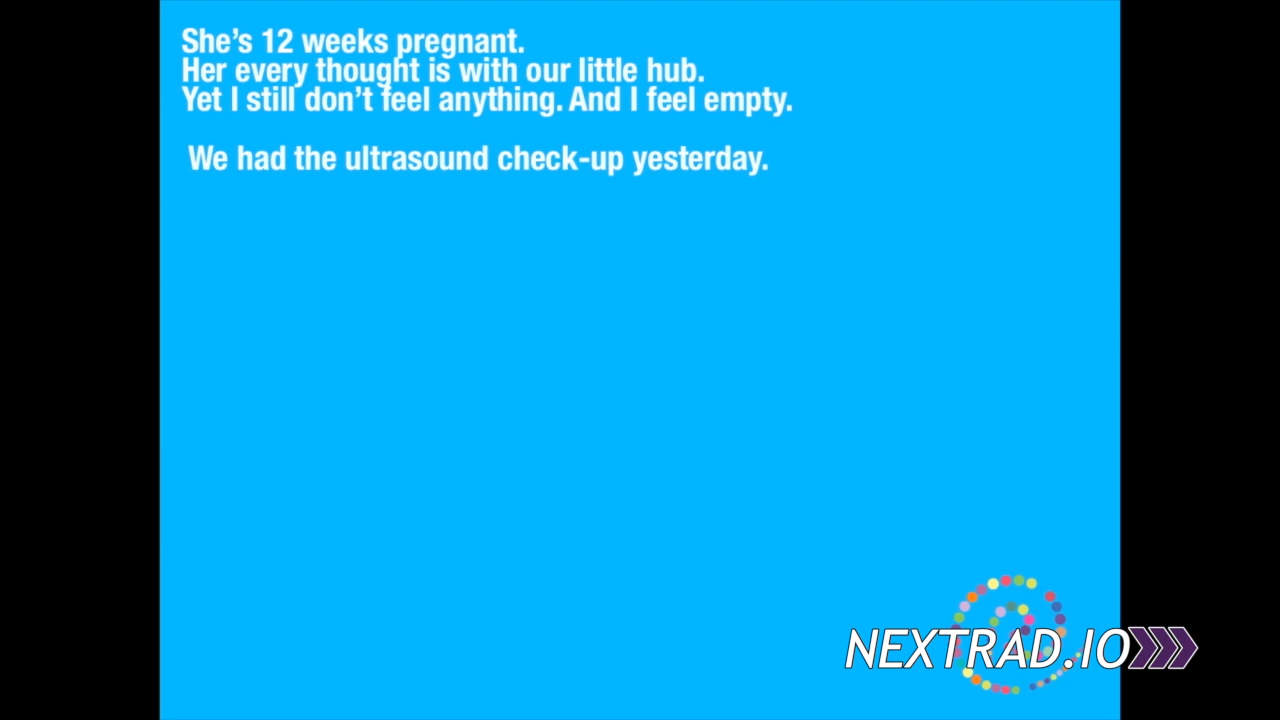 She's 12 weeks pregnant.
Her every thought is with our little hub.
Yet I still don't feel anything. And I feel empty.
We had the ultrasound check-up yesterday.
NEXTRAD.IO